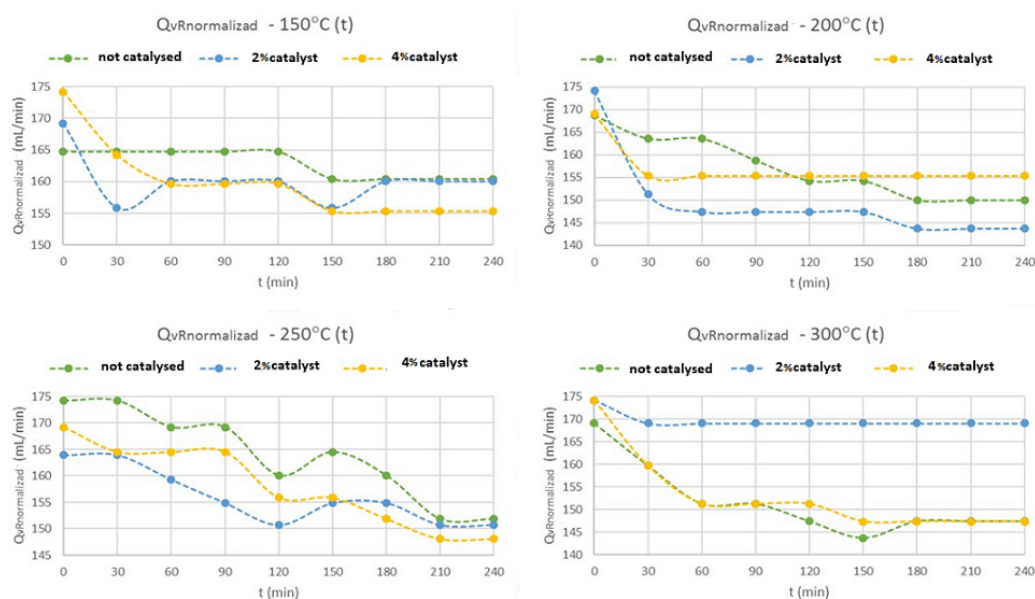 QvRnormalizad - 150°C (t)
not catalysed 2%catalyst 4%catalyst
QvRnormalizad (mL/min)
175
170
165
160
155
150
0 30 60 90 120 150 180 210 240
t (min)
QvRnormalizad - 200°C (t)
not catalysed 2%catalyst 4%catalyst
QvRnormalizad (mL/min)
175
170
165
160
155
150
145
140
0 30 60 90 120 150 180 210 240
t (min)
QvRnormalizad - 250°C (t)
not catalysed 2%catalyst 4%catalyst
QvRnormalizad (mL/min)
175
170
165
160
155
150
145
0 30 60 90 120 150 180 210 240
t (min)
QvRnormalizad - 300°C (t)
not catalysed 2%catalyst 4%catalyst
QvRnormalizad (mL/min)
175
170
165
160
155
150
145
140
0 30 60 90 120 150 180 210 240
t (min)